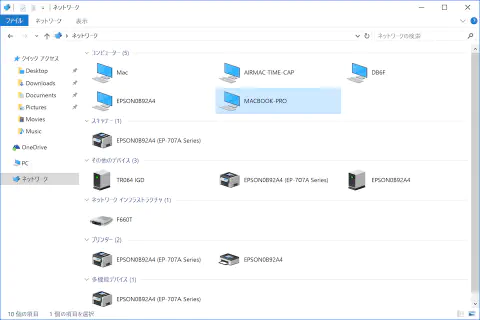 ネットワーク
ファイル ネットワーク 表示
ネットワーク
ネットワークの検索
クイック アクセス
Desktop
Downloads
Documents
Pictures
Movies
Music
OneDrive
PC
ネットワーク
コンピューター (5)
Mac AIRMAC-TIME-CAP DB6F
EPSON0B92A4 MACBOOK-PRO
スキャナー (1)
EPSON0B92A4 (EP-707A Series)
その他のデバイス (3)
TR064 IGD EPSON0B92A4 (EP-707A Series) EPSON0B92A4
ネットワーク インフラストラクチャ (1)
F660T
プリンター (2)
EPSON0B92A4 (EP-707A Series) EPSON0B92A4
多機能デバイス (1)
EPSON0B92A4 (EP-707A Series)
10 個の項目 1 個の項目を選択